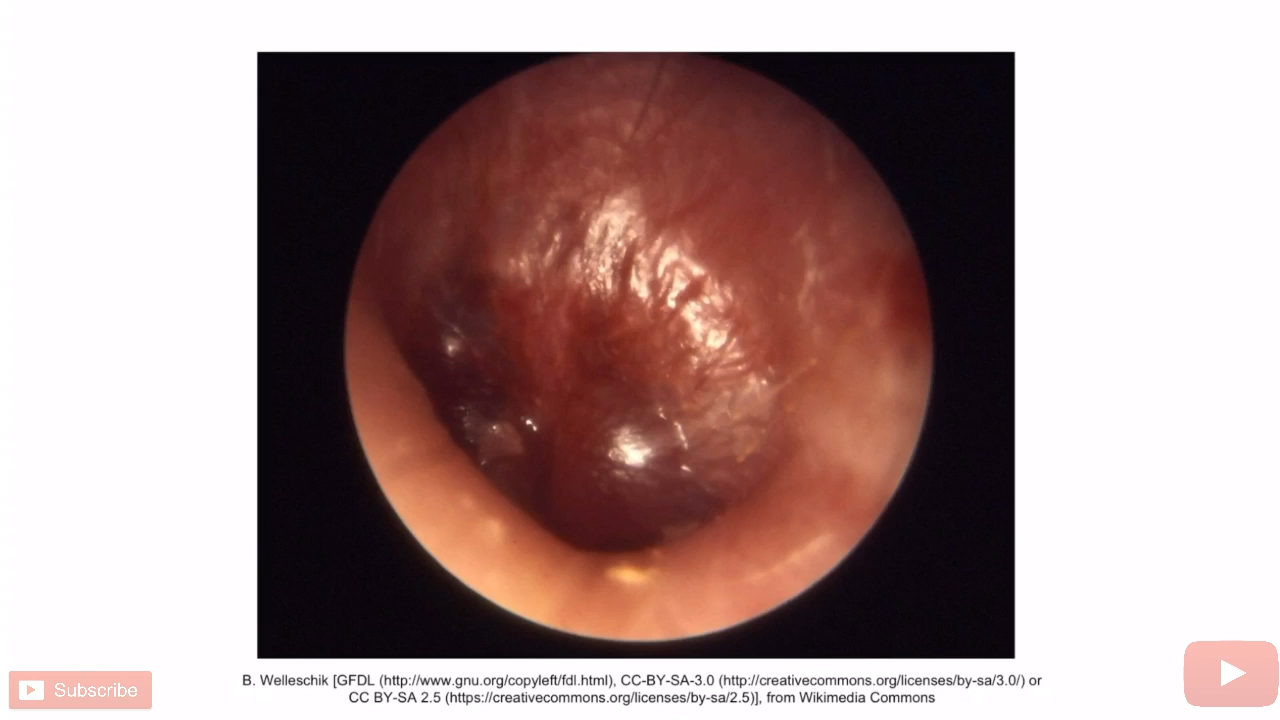 B. Welleschik [GFDL (http://www.gnu.org/copyleft/fdl.html), CC-BY-SA-3.0 (http://creativecommons.org/licenses/by-sa/3.0/) or
CC BY-SA 2.5 (https://creativecommons.org/licenses/by-sa/2.5)], from Wikimedia Commons
Subscribe